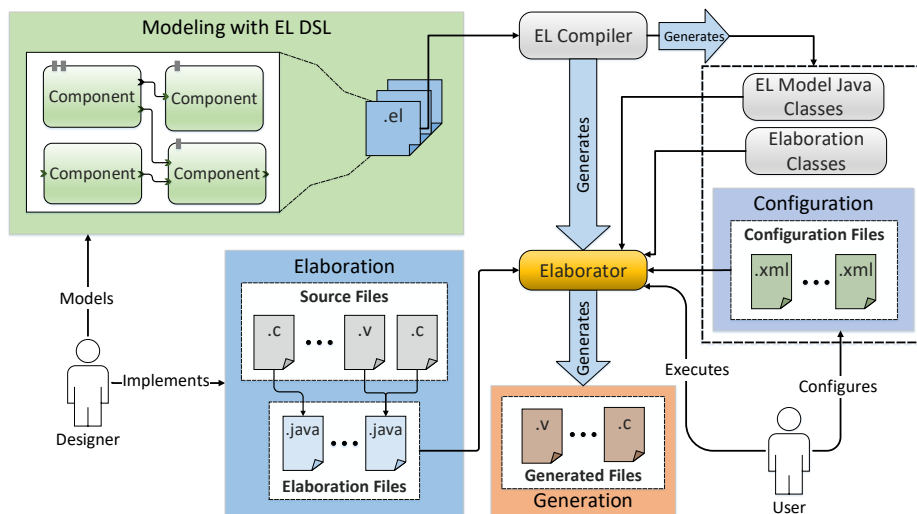 Modeling with EL DSL
Component
Component
Component
Component
.el
EL Compiler
Generates
Generates
EL Model Java
Classes
Elaboration
Classes
Configuration
Configuration Files
.xml
.xml
Models
Designer
Implements
Elaboration
Source Files
.c
.v
.c
.java
.java
Elaboration Files
Elaborator
Generates
.v
.c
Generated Files
Generation
Executes
Configures
User